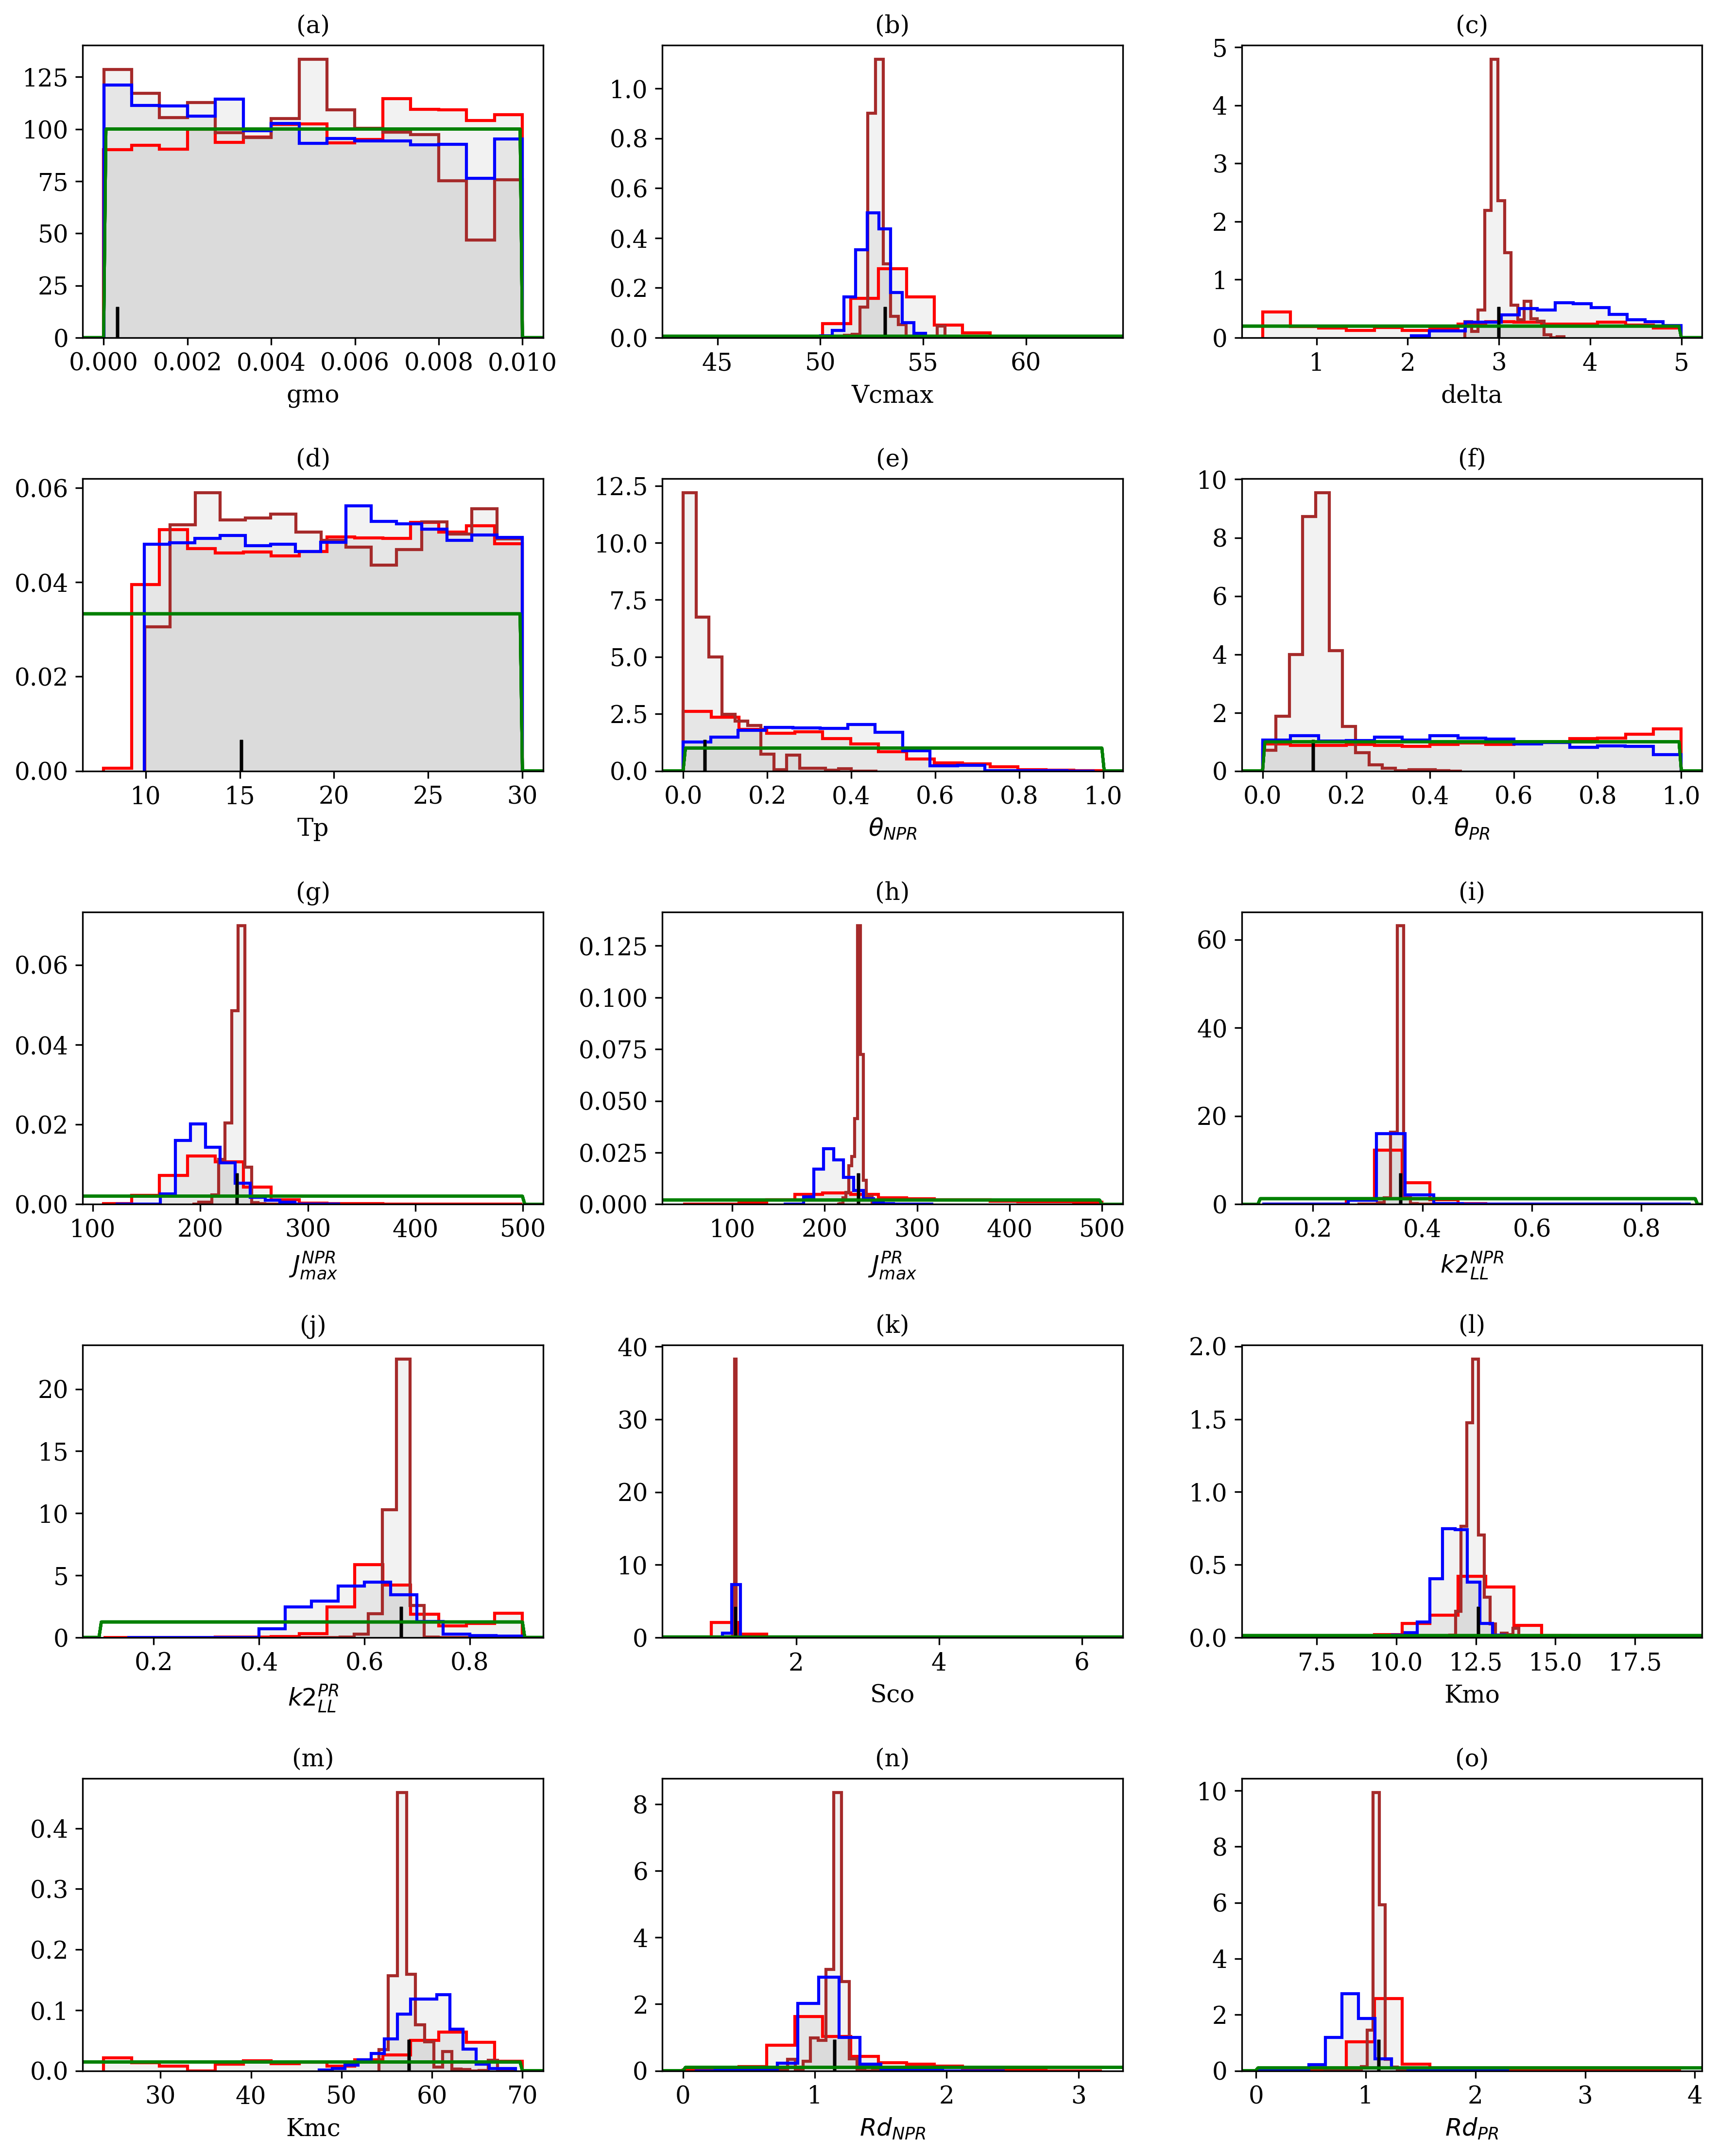 (a)
125
100
75
50
25
0
0.000 0.002 0.004 0.006 0.008 0.010
gmo
(b)
1.0
0.8
0.6
0.4
0.2
0.0
45 50 55 60
Vcmax
(c)
5
4
3
2
1
0
1 2 3 4 5
delta
(d)
0.06
0.04
0.02
0.00
10 15 20 25 30
Tp
(e)
12.5
10.0
7.5
5.0
2.5
0.0
0.0 0.2 0.4 0.6 0.8 1.0
θNPR
(f)
10
8
6
4
2
0
0.0 0.2 0.4 0.6 0.8 1.0
θPR
(g)
0.06
0.04
0.02
0.00
100 200 300 400 500
J^{NPR}_{max}
(h)
0.125
0.100
0.075
0.050
0.025
0.000
100 200 300 400 500
J^{PR}_{max}
(i)
60
40
20
0
0.2 0.4 0.6 0.8
k2^{NPR}_{LL}
(j)
20
15
10
5
0
0.2 0.4 0.6 0.8
k2^{PR}_{LL}
(k)
40
30
20
10
0
2 4 6
Sco
(l)
2.0
1.5
1.0
0.5
0.0
7.5 10.0 12.5 15.0 17.5
Kmo
(m)
0.4
0.3
0.2
0.1
0.0
30 40 50 60 70
Kmc
(n)
8
6
4
2
0
0 1 2 3
RdNPR
(o)
10
8
6
4
2
0
0 1 2 3 4
RdPR